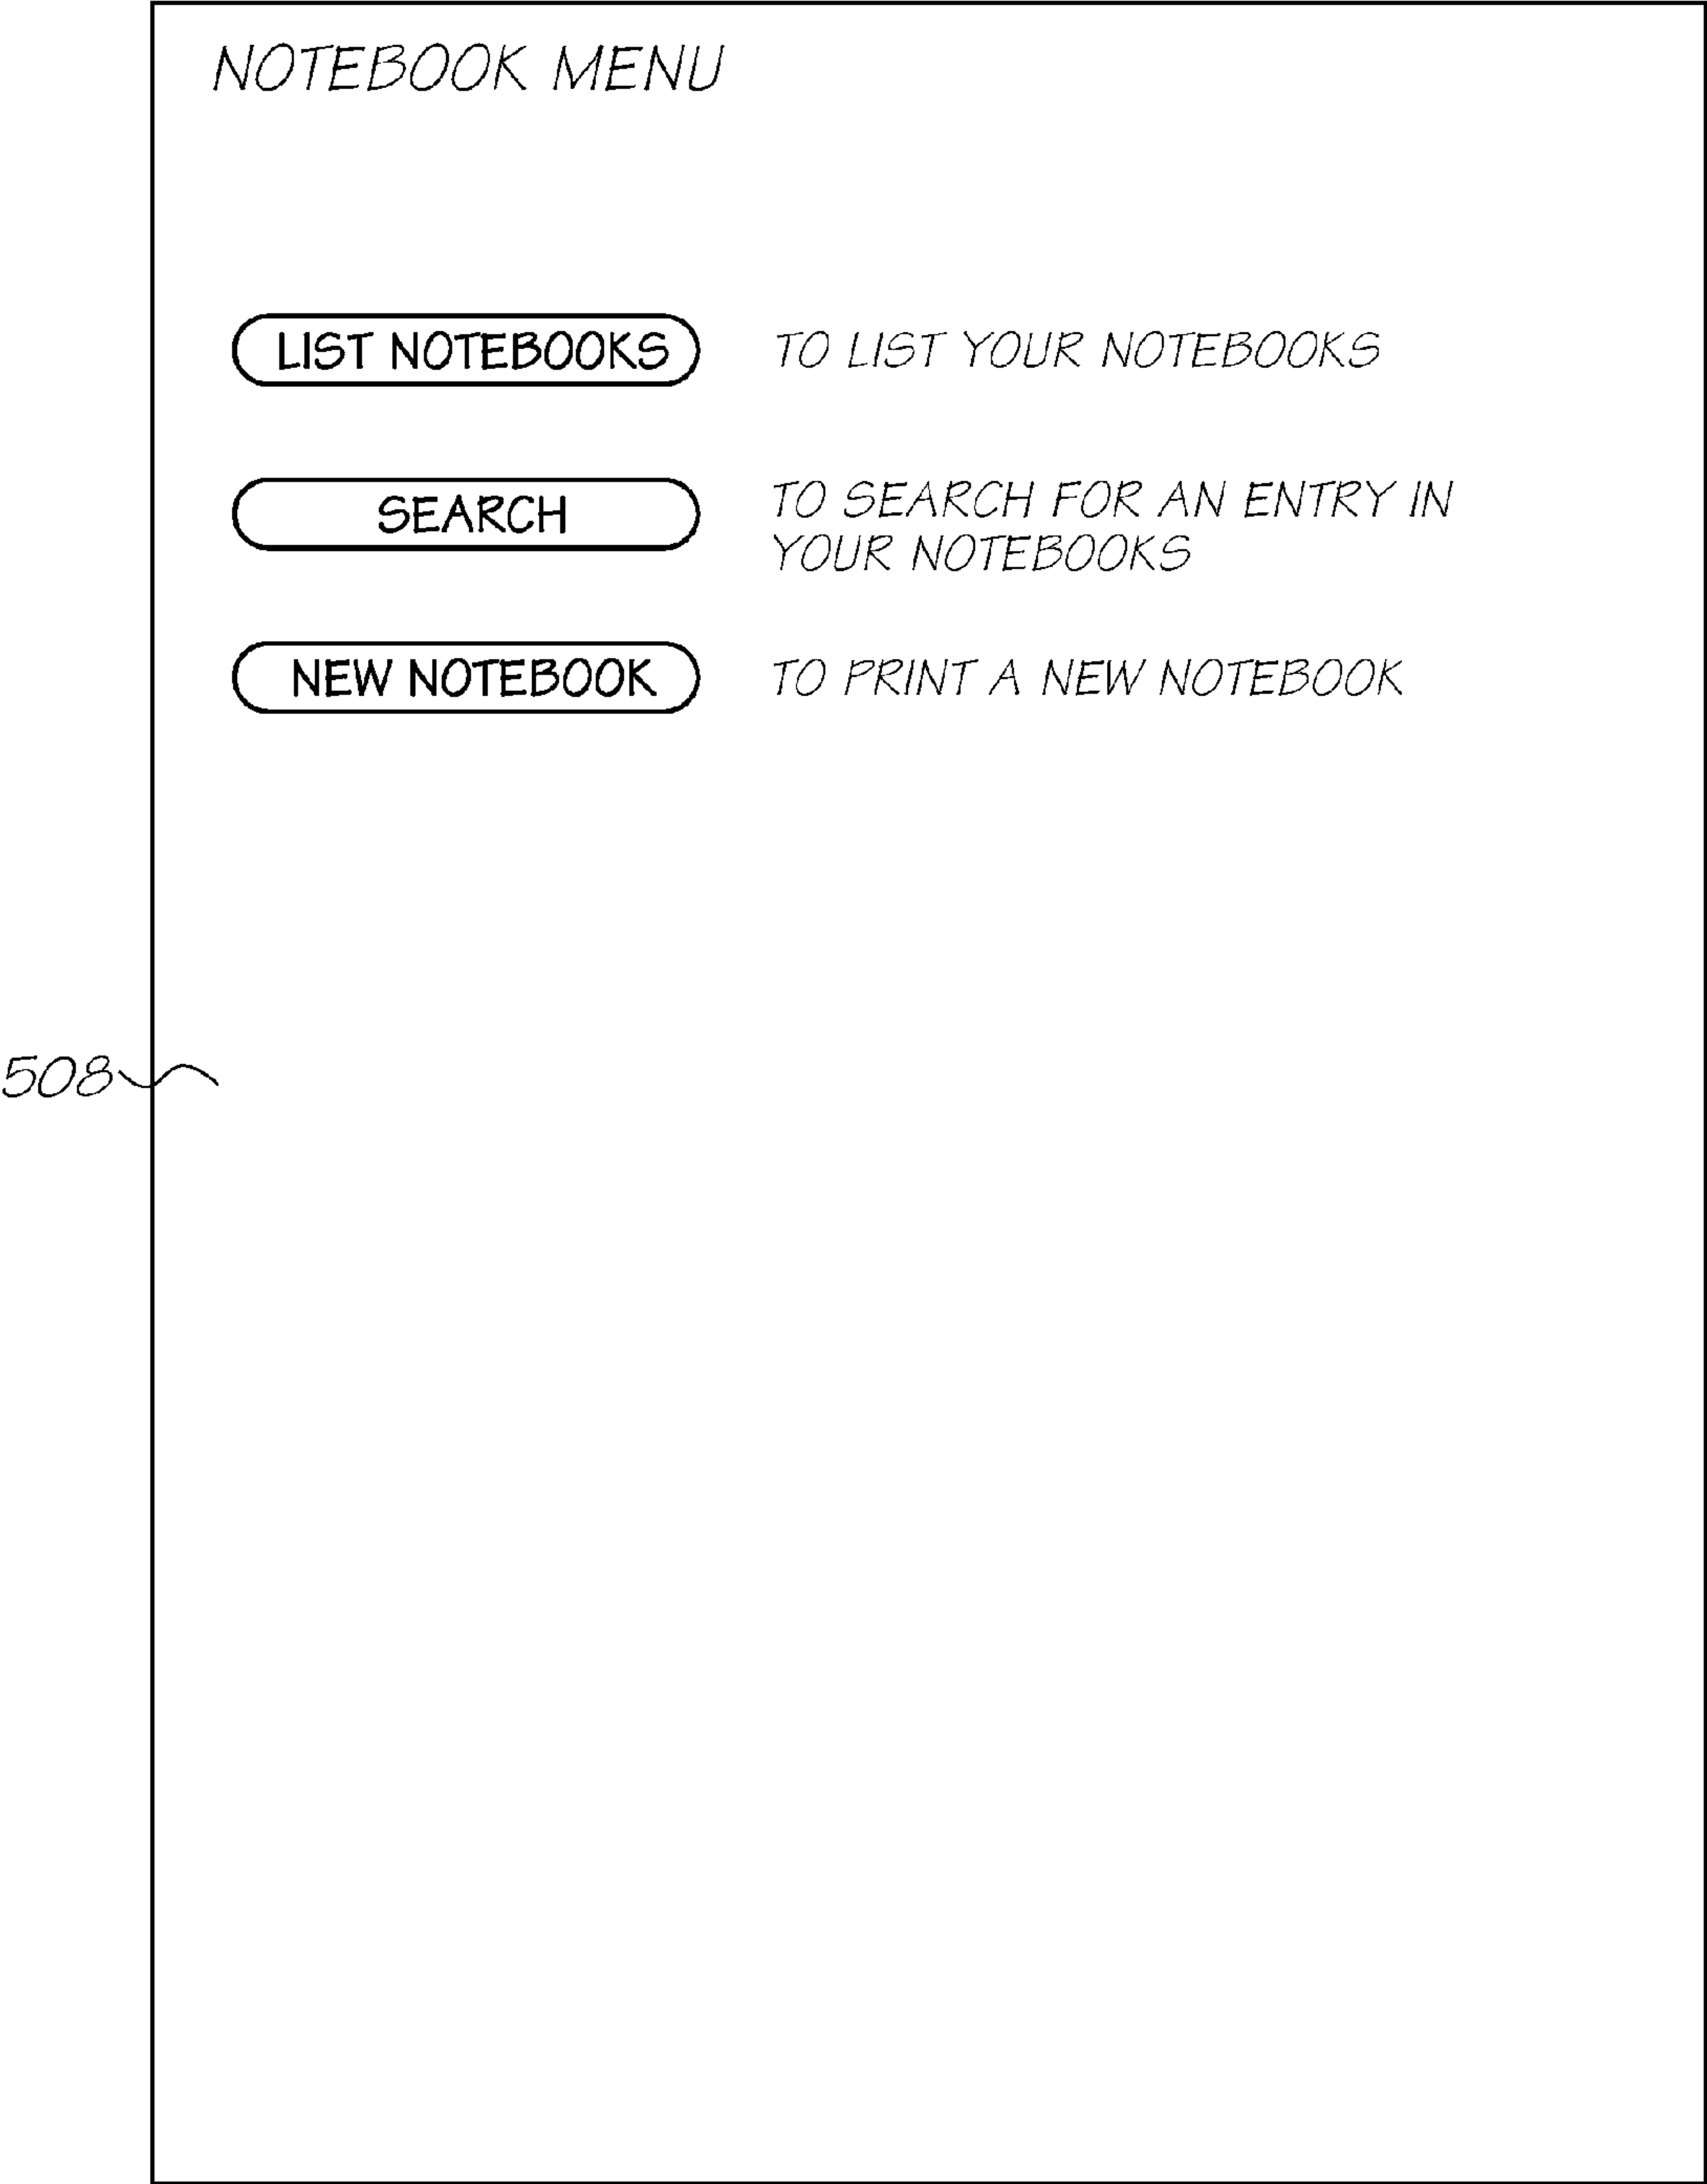 NOTEBOOK MENU
LIST NOTEBOOKS TO LIST YOUR NOTEBOOKS
SEARCH TO SEARCH FOR AN ENTRY IN
YOUR NOTEBOOKS
NEW NOTEBOOK TO PRINT A NEW NOTEBOOK
508